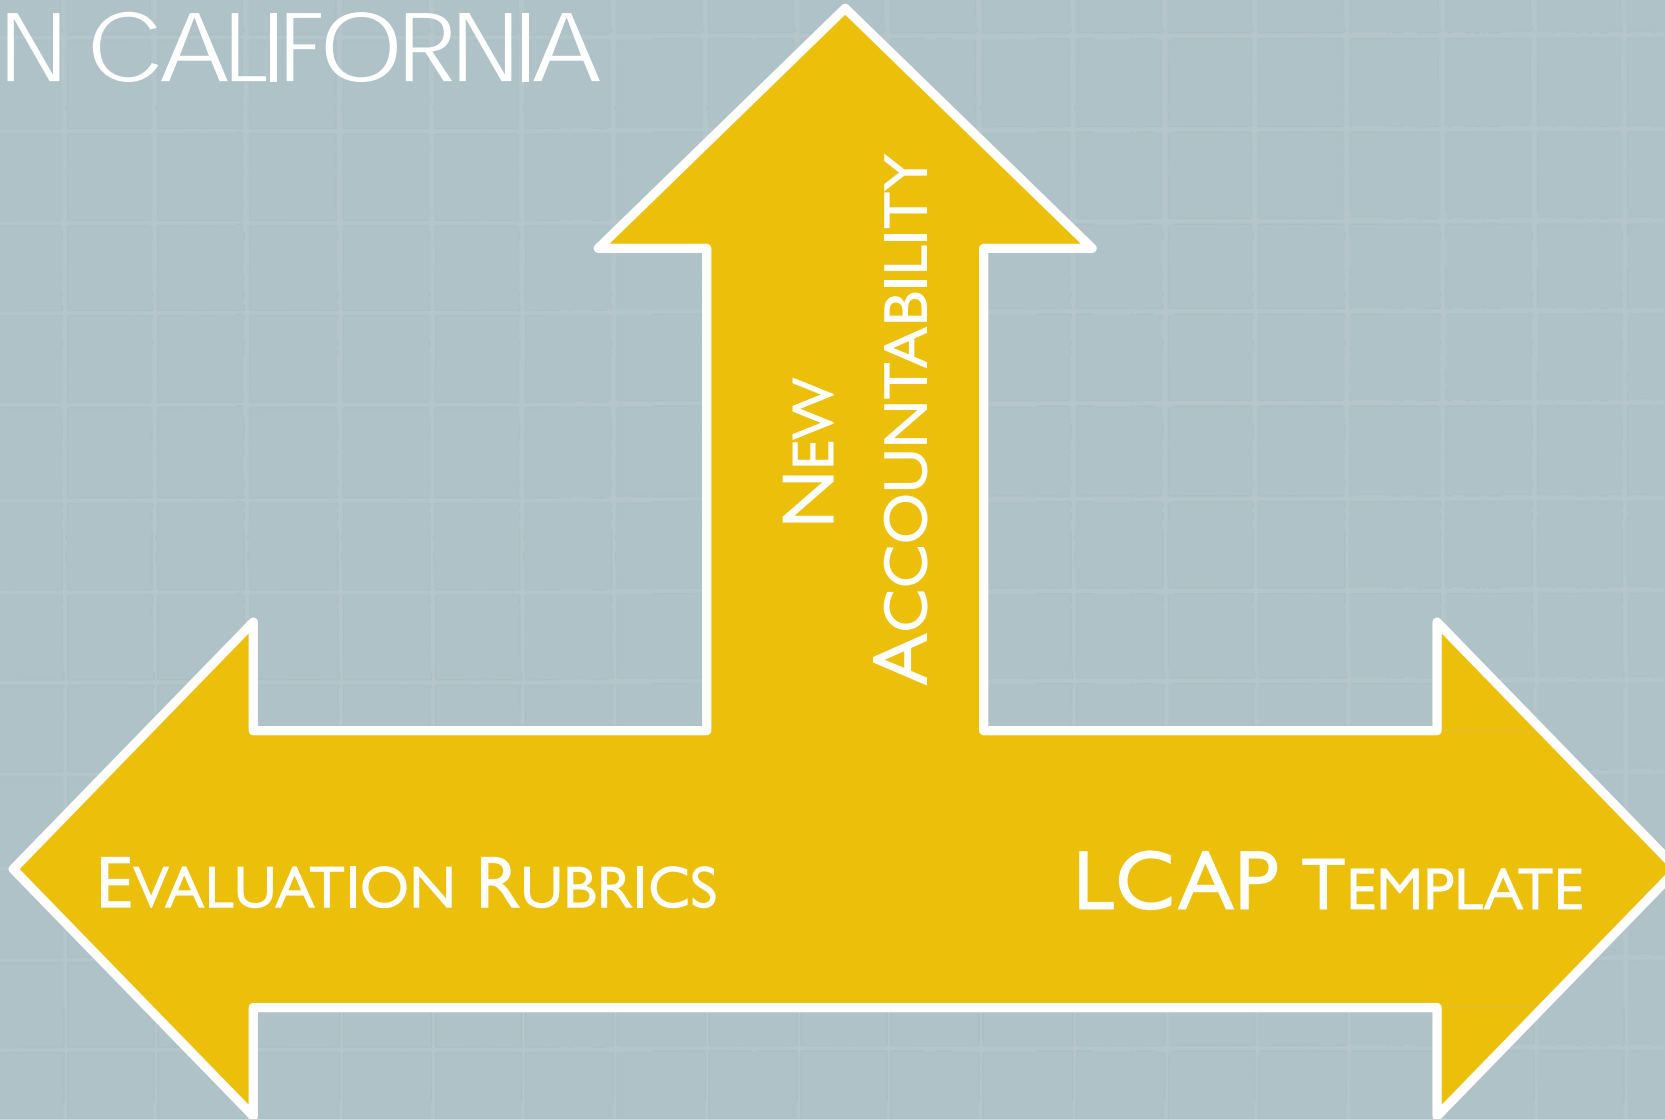 N CALIFORNIA
NEW
ACCOUNTABILITY
EVALUATION RUBRICS
LCAP TEMPLATE